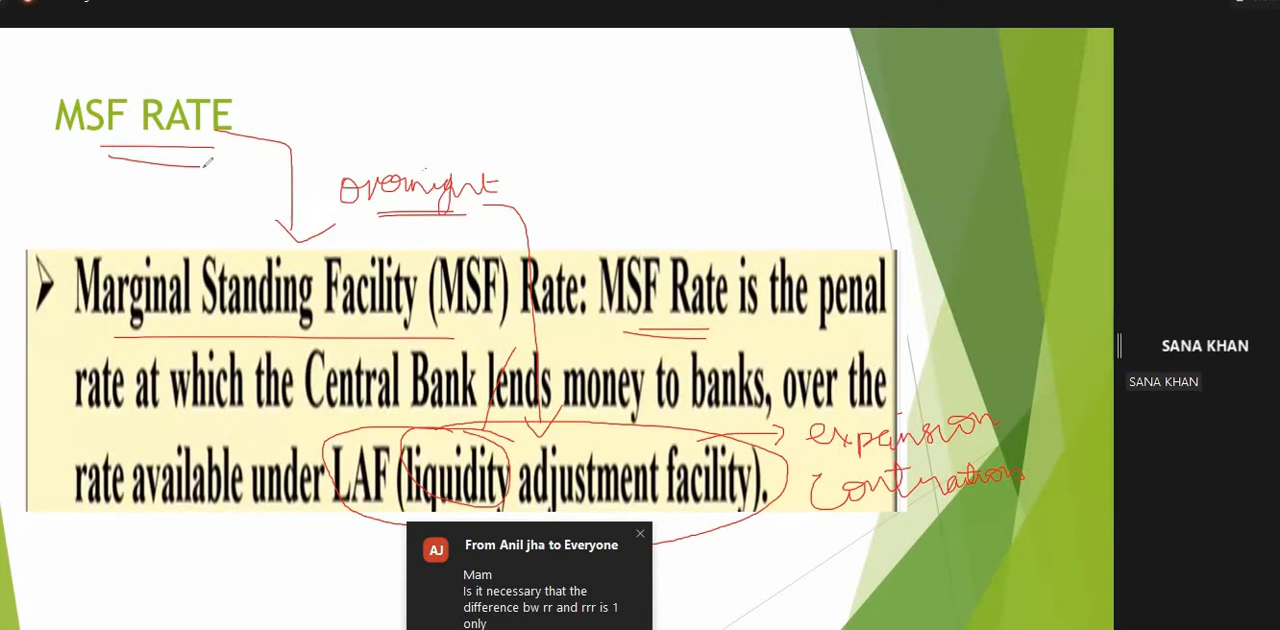 MSF RATE
overnight
Marginal Standing Facility (MSF) Rate: MSF Rate is the penal
rate at which the Central Bank lends money to banks, over the
rate available under LAF (liquidity adjustment facility).
expansion
SANA KHAN
SANA KHAN
AJ
From Anil jha to Everyone
Mam
Is it necessary that the
difference bw rr and rrr is 1
only